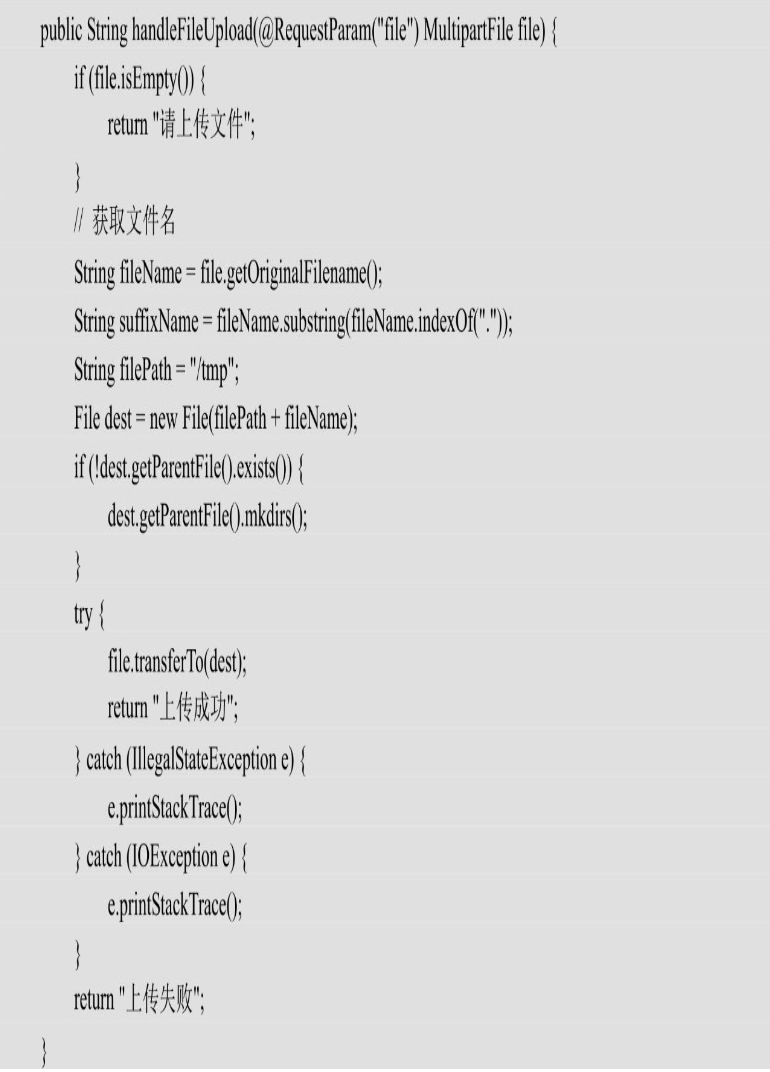 public String handleFileUpload(@RequestParam("file") MultipartFile file) {
if (file.isEmpty()) {
return "请上传文件";
}
// 获取文件名
String fileName = file.getOriginalFilename();
String suffixName = fileName.substring(fileName.indexOf("."));
String filePath = "/tmp";
File dest = new File(filePath + fileName);
if (!dest.getParentFile().exists()) {
dest.getParentFile().mkdirs();
}
try {
file.transferTo(dest);
return "上传成功";
} catch (IllegalStateException e) {
e.printStackTrace();
} catch (IOException e) {
e.printStackTrace();
}
return "上传失败";
}